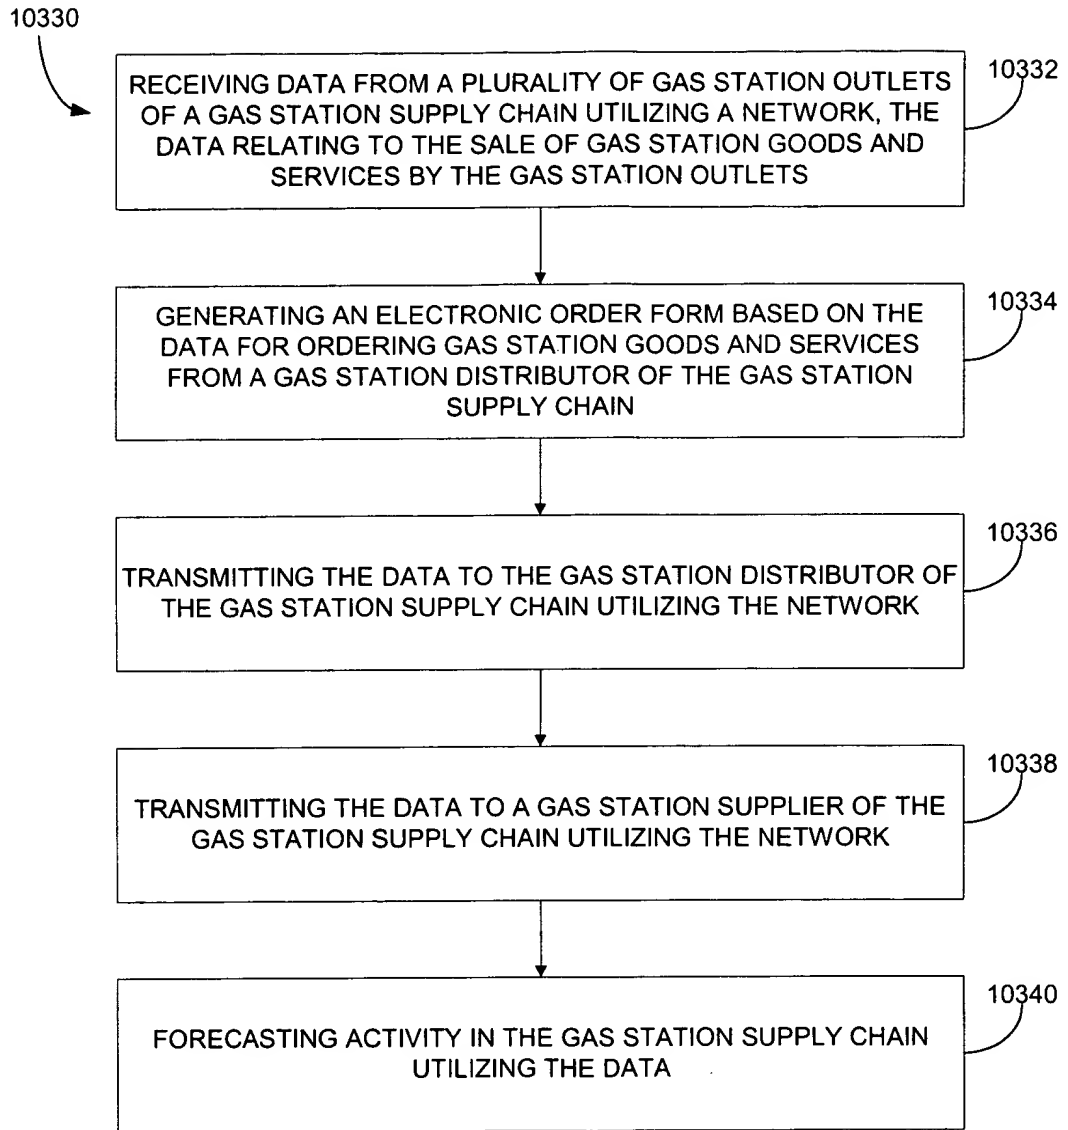 10330
10332
RECEIVING DATA FROM A PLURALITY OF GAS STATION OUTLETS
OF A GAS STATION SUPPLY CHAIN UTILIZING A NETWORK, THE
DATA RELATING TO THE SALE OF GAS STATION GOODS AND
SERVICES BY THE GAS STATION OUTLETS
10334
GENERATING AN ELECTRONIC ORDER FORM BASED ON THE
DATA FOR ORDERING GAS STATION GOODS AND SERVICES
FROM A GAS STATION DISTRIBUTOR OF THE GAS STATION
SUPPLY CHAIN
10336
TRANSMITTING THE DATA TO THE GAS STATION DISTRIBUTOR OF
THE GAS STATION SUPPLY CHAIN UTILIZING THE NETWORK
10338
TRANSMITTING THE DATA TO A GAS STATION SUPPLIER OF THE
GAS STATION SUPPLY CHAIN UTILIZING THE NETWORK
10340
FORECASTING ACTIVITY IN THE GAS STATION SUPPLY CHAIN
UTILIZING THE DATA